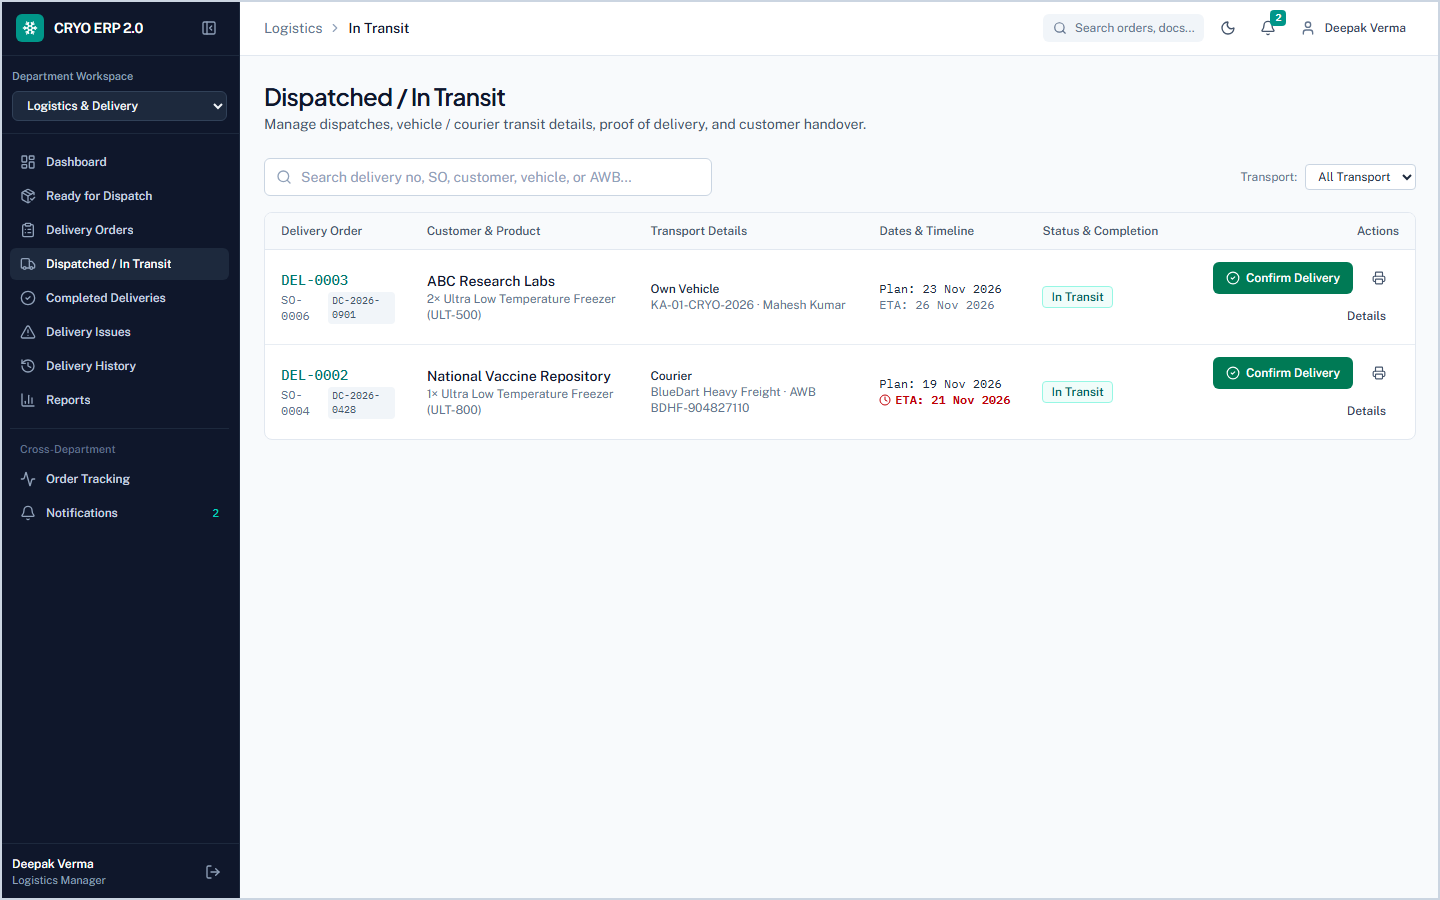 CRYO ERP 2.0
Department Workspace
Logistics & Delivery
Dashboard
Ready for Dispatch
Delivery Orders
Dispatched / In Transit
Completed Deliveries
Delivery Issues
Delivery History
Reports
Cross-Department
Order Tracking
Notifications 2
Deepak Verma
Logistics Manager
Logistics > In Transit
Search orders, docs...
2
Deepak Verma
Dispatched / In Transit
Manage dispatches, vehicle / courier transit details, proof of delivery, and customer handover.
Search delivery no, SO, customer, vehicle, or AWB...
Transport: All Transport
Delivery Order Customer & Product Transport Details Dates & Timeline Status & Completion Actions
DEL-0003
SO-
0006
DC-2026-
0901
ABC Research Labs
2× Ultra Low Temperature Freezer
(ULT-500)
Own Vehicle
KA-01-CRYO-2026 · Mahesh Kumar
Plan: 23 Nov 2026
ETA: 26 Nov 2026
In Transit
Confirm Delivery
Details
DEL-0002
SO-
0004
DC-2026-
0428
National Vaccine Repository
1× Ultra Low Temperature Freezer
(ULT-800)
Courier
BlueDart Heavy Freight · AWB
BDHF-904827110
Plan: 19 Nov 2026
ETA: 21 Nov 2026
In Transit
Confirm Delivery
Details